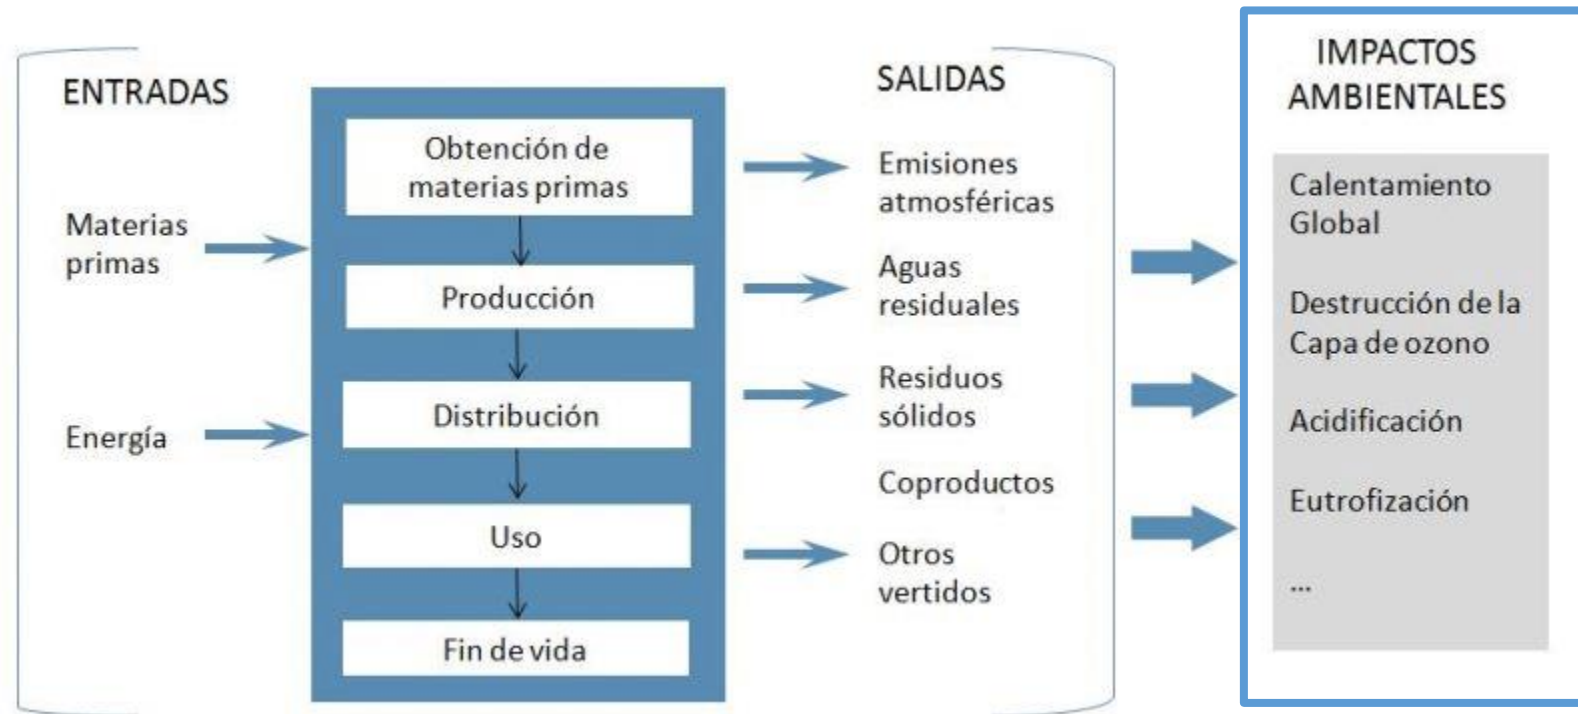 ENTRADAS
Materias
primas
Energía
Obtención de
materias primas
Producción
Distribución
Uso
Fin de vida
SALIDAS
Emisiones
atmosféricas
Aguas
residuales
Residuos
sólidos
Coproductos
Otros
vertidos
IMPACTOS
AMBIENTALES
Calentamiento
Global
Destrucción de la
Capa de ozono
Acidificación
Eutrofización
...